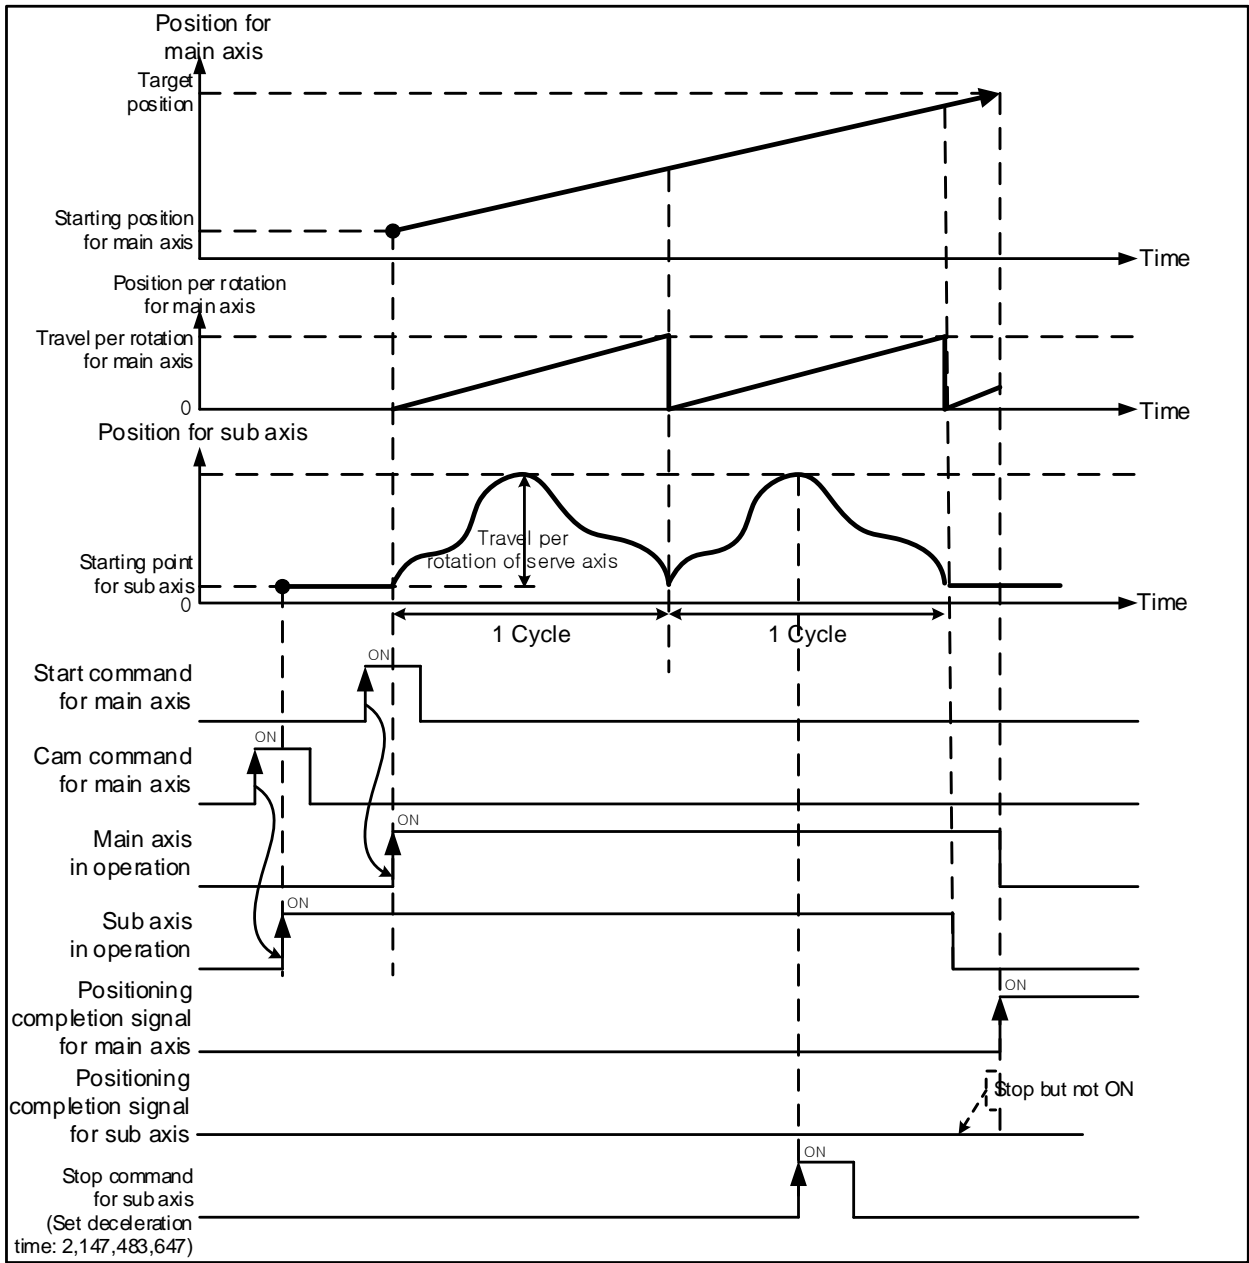 Position for
main axis
Target
position
Starting position
for main axis
Time
Position per rotation
for main axis
Travel per rotation
for main axis
0
Time
Position for sub axis
Travel per
rotation of serve axis
Starting point
for sub axis
0
Time
1 Cycle
1 Cycle
ON
Start command
for main axis
ON
Cam command
for main axis
ON
Main axis
in operation
ON
Sub axis
in operation
ON
Positioning
completion signal
for main axis
Positioning
completion signal
for sub axis
Stop but not ON
ON
Stop command
for sub axis
(Set deceleration
time: 2,147,483,647)